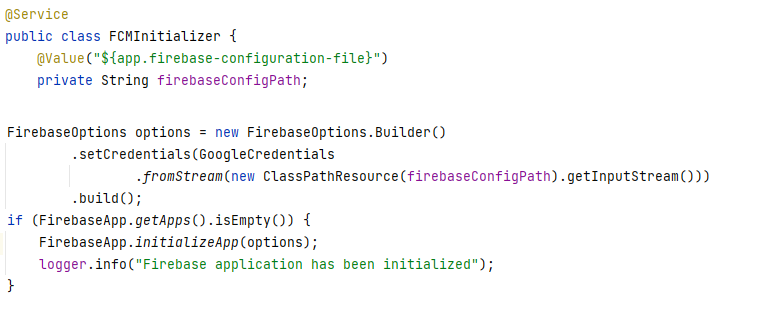 @Service
public class FCMInitializer {
    @Value("${app.firebase-configuration-file}")
    private String firebaseConfigPath;

FirebaseOptions options = new FirebaseOptions.Builder()
        .setCredentials(GoogleCredentials
                .fromStream(new ClassPathResource(firebaseConfigPath).getInputStream()))
        .build();
if (FirebaseApp.getApps().isEmpty()) {
    FirebaseApp.initializeApp(options);
    logger.info("Firebase application has been initialized");
}